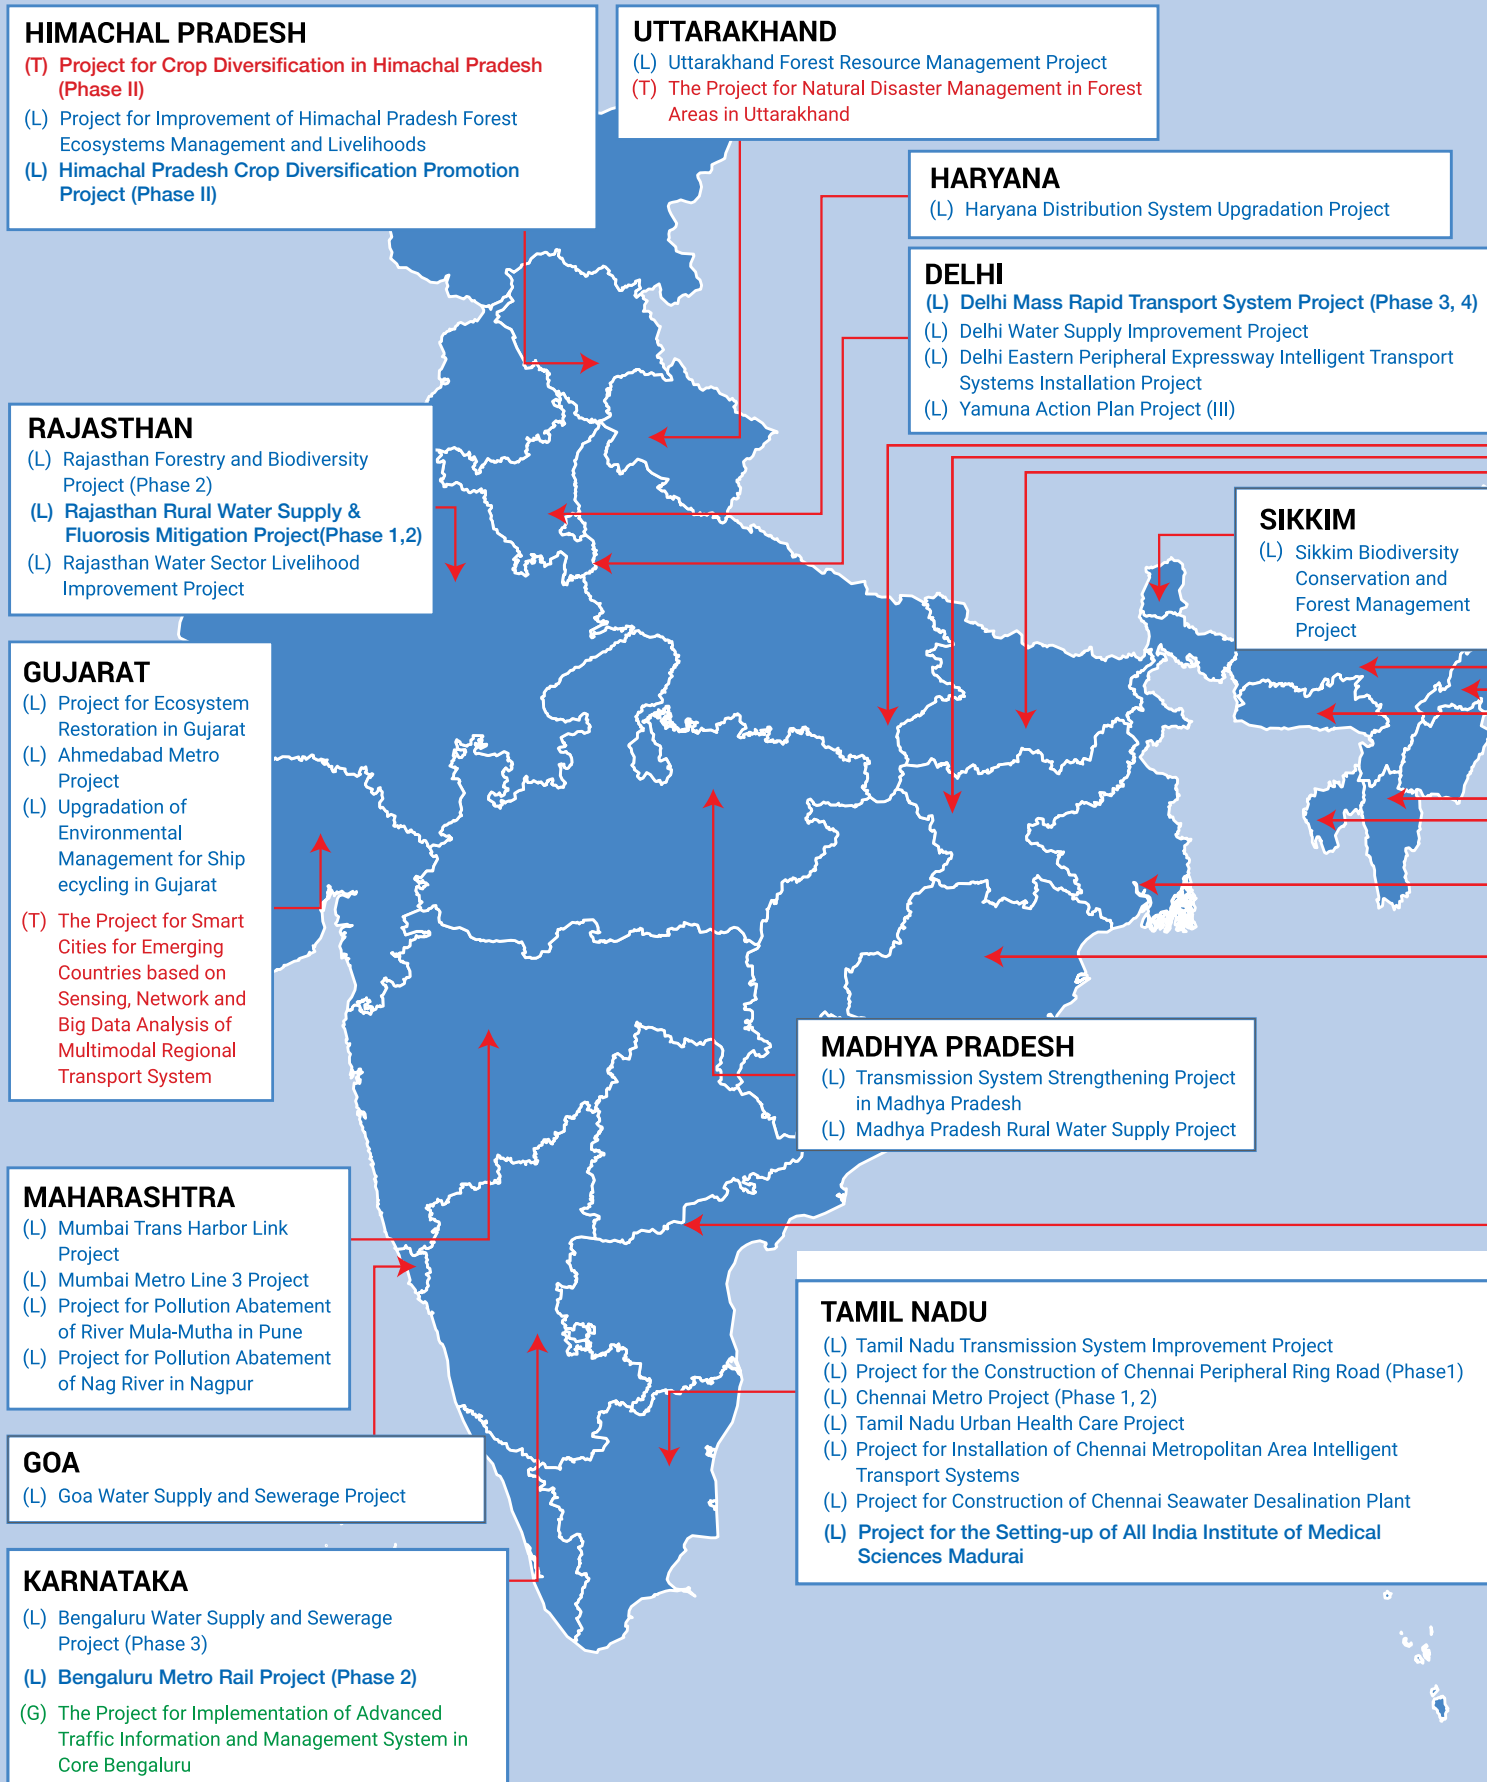 HIMACHAL PRADESH
(T) Project for Crop Diversification in Himachal Pradesh
(Phase II)
(L) Project for Improvement of Himachal Pradesh Forest
Ecosystems Management and Livelihoods
(L) Himachal Pradesh Crop Diversification Promotion
Project (Phase II)
UTTARAKHAND
(L) Uttarakhand Forest Resource Management Project
(T) The Project for Natural Disaster Management in Forest
Areas in Uttarakhand
HARYANA
(L) Haryana Distribution System Upgradation Project
DELHI
(L) Delhi Mass Rapid Transport System Project (Phase 3, 4)
(L) Delhi Water Supply Improvement Project
(L) Delhi Eastern Peripheral Expressway Intelligent Transport
Systems Installation Project
(L) Yamuna Action Plan Project (III)
RAJASTHAN
(L) Rajasthan Forestry and Biodiversity
Project (Phase 2)
(L) Rajasthan Rural Water Supply &
Fluorosis Mitigation Project(Phase 1,2)
(L) Rajasthan Water Sector Livelihood
Improvement Project
SIKKIM
(L) Sikkim Biodiversity
Conservation and
Forest Management
Project
GUJARAT
(L) Project for Ecosystem
Restoration in Gujarat
(L) Ahmedabad Metro
Project
(L) Upgradation of
Environmental
Management for Ship
ecycling in Gujarat
(T) The Project for Smart
Cities for Emerging
Countries based on
Sensing, Network and
Big Data Analysis of
Multimodal Regional
Transport System
MADHYA PRADESH
(L) Transmission System Strengthening Project
in Madhya Pradesh
(L) Madhya Pradesh Rural Water Supply Project
MAHARASHTRA
(L) Mumbai Trans Harbor Link
Project
(L) Mumbai Metro Line 3 Project
(L) Project for Pollution Abatement
of River Mula-Mutha in Pune
(L) Project for Pollution Abatement
of Nag River in Nagpur
TAMIL NADU
(L) Tamil Nadu Transmission System Improvement Project
(L) Project for the Construction of Chennai Peripheral Ring Road (Phase1)
(L) Chennai Metro Project (Phase 1, 2)
(L) Tamil Nadu Urban Health Care Project
(L) Project for Installation of Chennai Metropolitan Area Intelligent
Transport Systems
(L) Project for Construction of Chennai Seawater Desalination Plant
(L) Project for the Setting-up of All India Institute of Medical
Sciences Madurai
GOA
(L) Goa Water Supply and Sewerage Project
KARNATAKA
(L) Bengaluru Water Supply and Sewerage
Project (Phase 3)
(L) Bengaluru Metro Rail Project (Phase 2)
(G) The Project for Implementation of Advanced
Traffic Information and Management System in
Core Bengaluru